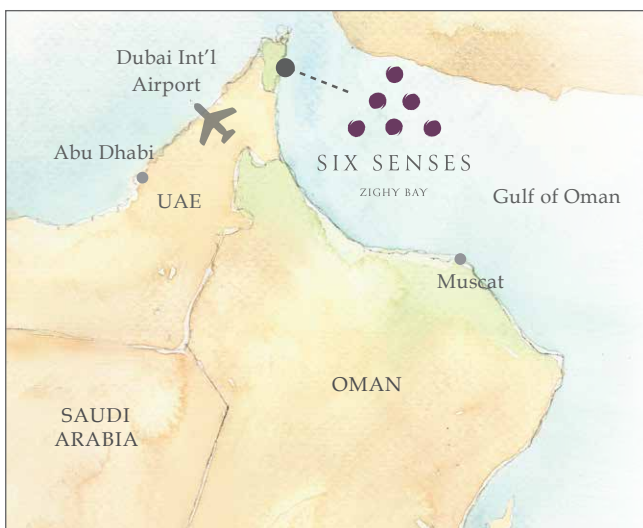 Dubai Int'l
Airport
Abu Dhabi
UAE
SIX SENSES
ZIGHY BAY
Gulf of Oman
Muscat
OMAN
SAUDI
ARABIA